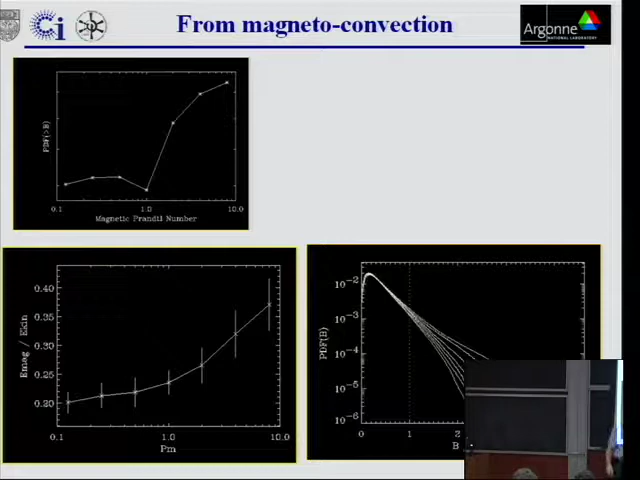 From magneto-convection
Ci
Argonne
NATIONAL LABORATORY
PDF(>B)
0.1 1.0 10.0
Magnetic Prandtl Number
Emag / Ekin
0.40
0.35
0.30
0.25
0.20
0.1 1.0 10.0
Pm
PDF(B)
10⁻²
10⁻³
10⁻⁴
10⁻⁵
10⁻⁶
0 1 2
B